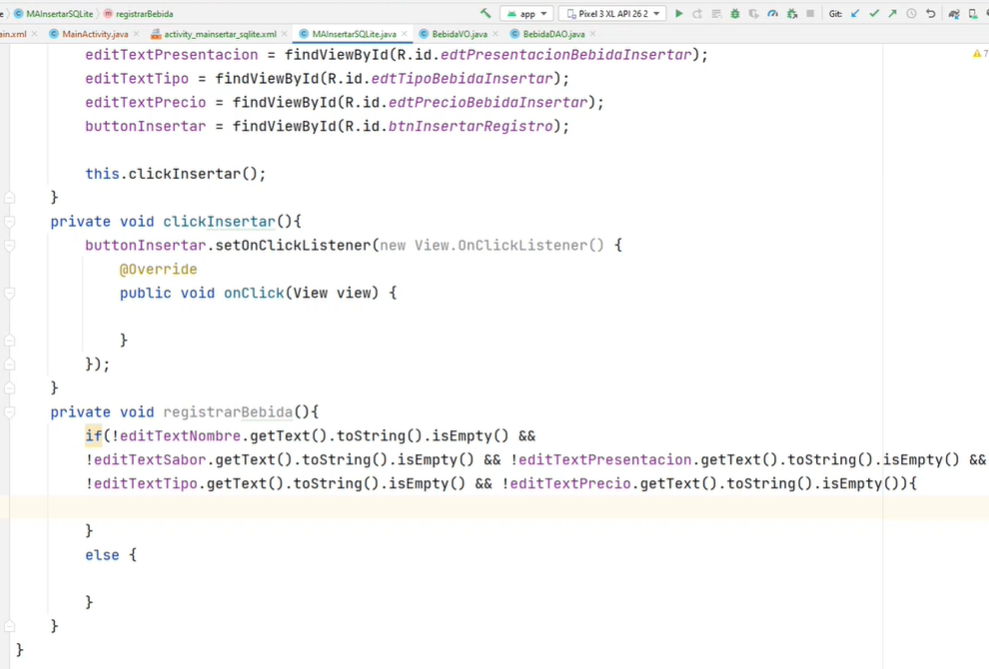 e MAInsertarSQLite registrarBebida app Pixel 3 XL API 26 2 Git:
ain.xml MainActivity.java activity_mainsertar_sqlite.xml MAInsertarSQLite.java BebidaVO.java BebidaDAO.java
editTextPresentacion = findViewById(R.id.edtPresentacionBebidaInsertar);
7
editTextTipo = findViewById(R.id.edtTipoBebidaInsertar);
editTextPrecio = findViewById(R.id.edtPrecioBebidaInsertar);
buttonInsertar = findViewById(R.id.btnInsertarRegistro);
this.clickInsertar();
}
private void clickInsertar(){
buttonInsertar.setOnClickListener(new View.OnClickListener() {
@Override
public void onClick(View view) {
}
});
}
private void registrarBebida(){
if(!editTextNombre.getText().toString().isEmpty() &&
!editTextSabor.getText().toString().isEmpty() && !editTextPresentacion.getText().toString().isEmpty() &&
!editTextTipo.getText().toString().isEmpty() && !editTextPrecio.getText().toString().isEmpty()){
}
else {
}
}
}